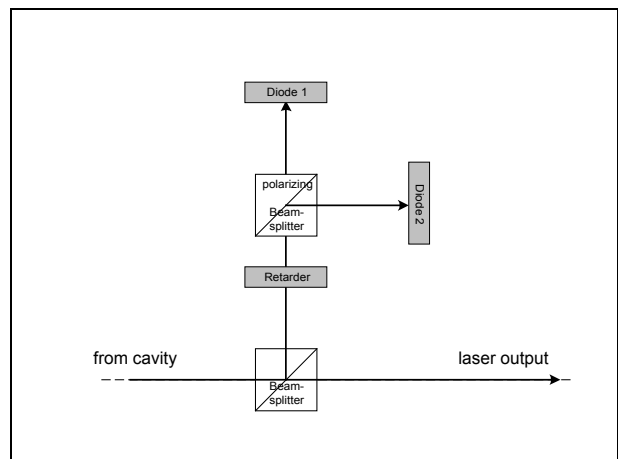 Diode 1
polarizing
Beam-
splitter
Diode 2
Retarder
from cavity
laser output
Beam-
splitter